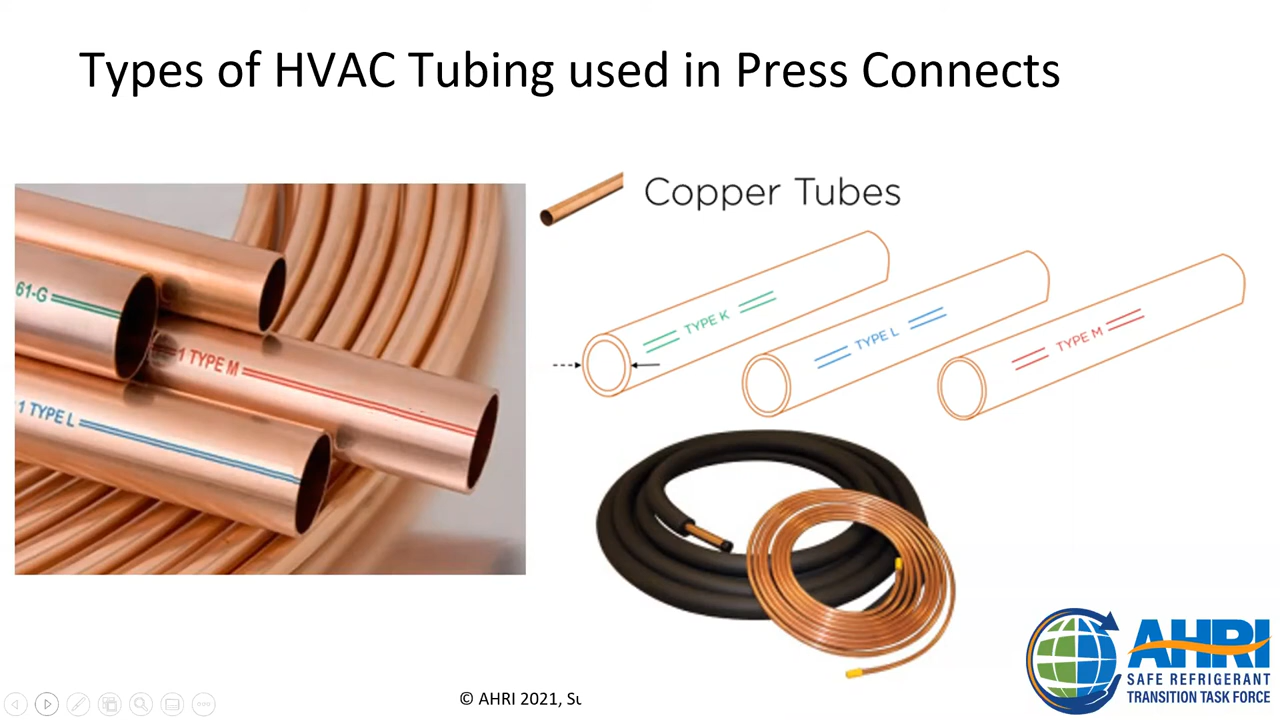 Types of HVAC Tubing used in Press Connects
Copper Tubes
61-G
1 TYPE M
1 TYPE L
TYPE K
TYPE L
TYPE M
AHRI
SAFE REFRIGERANT
TRANSITION TASK FORCE
© AHRI 2021,